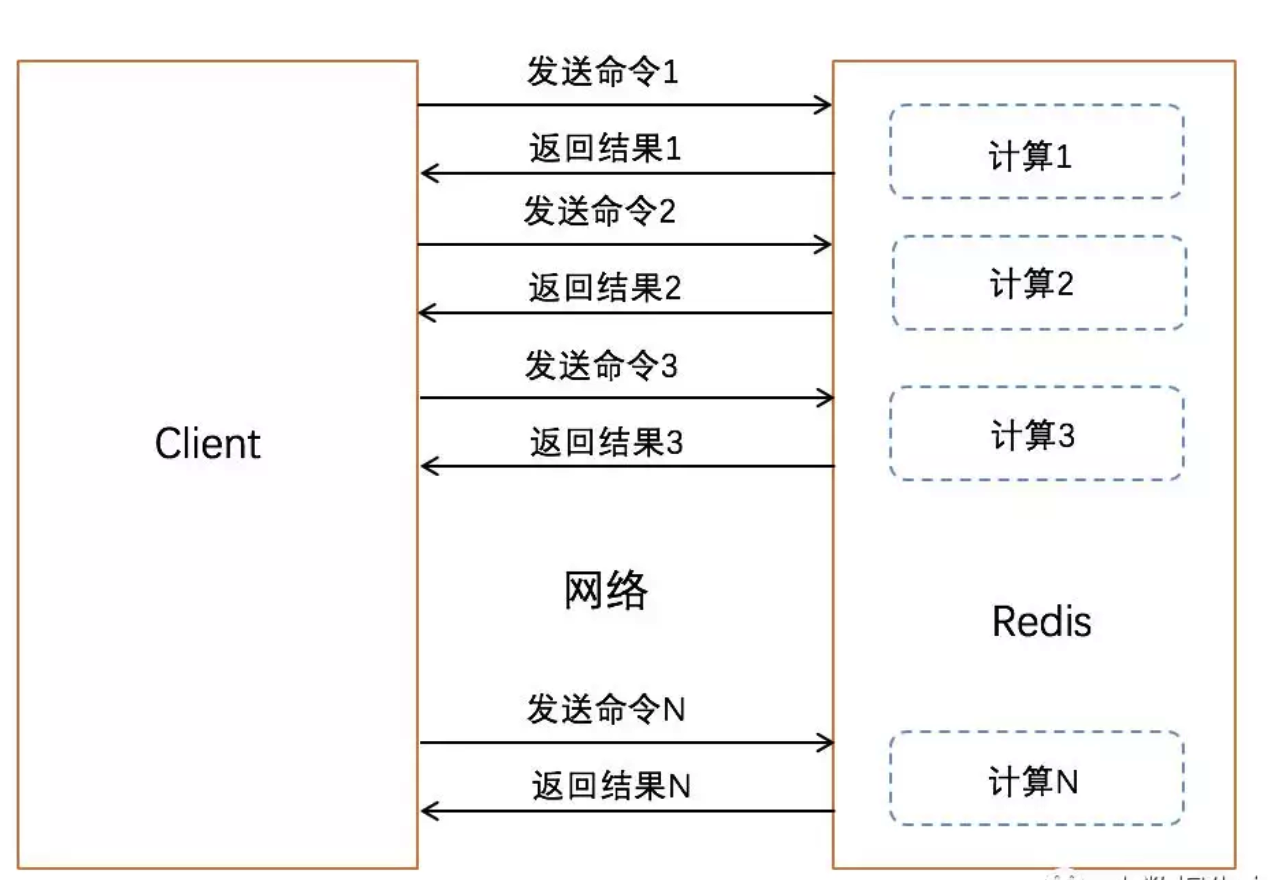 发送命令1
计算1
返回结果1
发送命令2
计算2
返回结果2
发送命令3
计算3
返回结果3
Client
网络
Redis
发送命令N
计算N
返回结果N